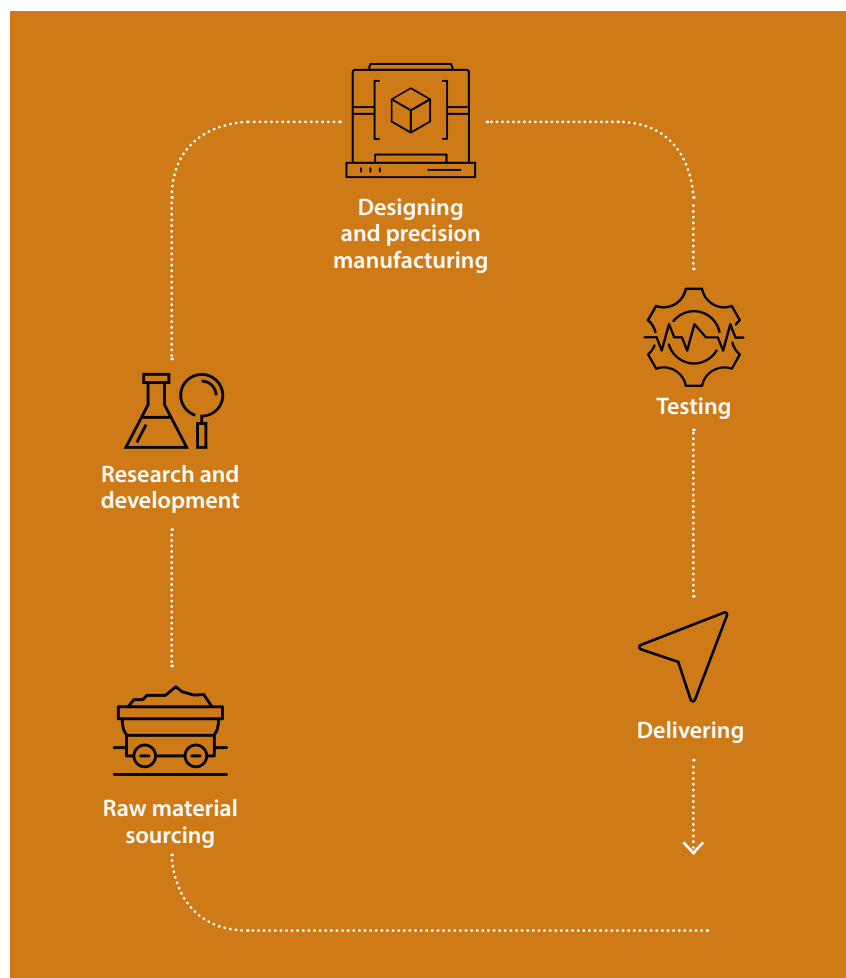 Designing
and precision
manufacturing
Testing
Research and
development
Delivering
Raw material
sourcing